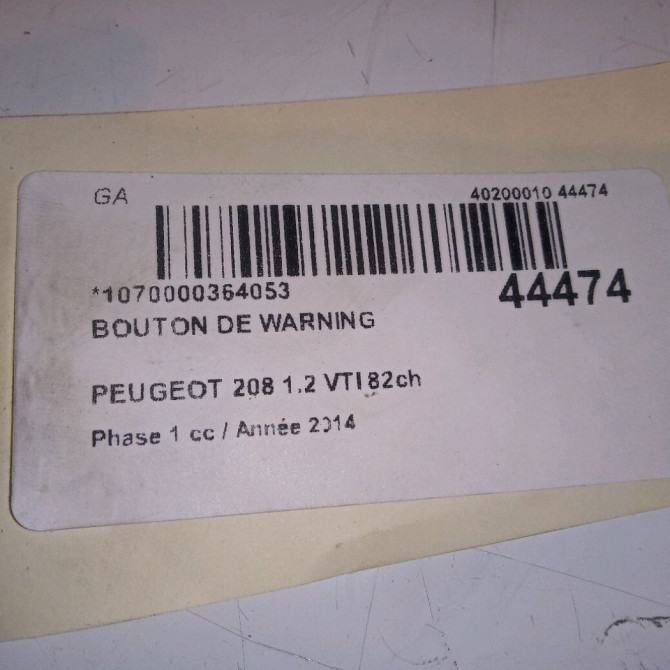 GA
40200010 44474
*1070000364053
44474
BOUTON DE WARNING
PEUGEOT 208 1.2 VTI 82ch
Phase 1 cc / Année 2014